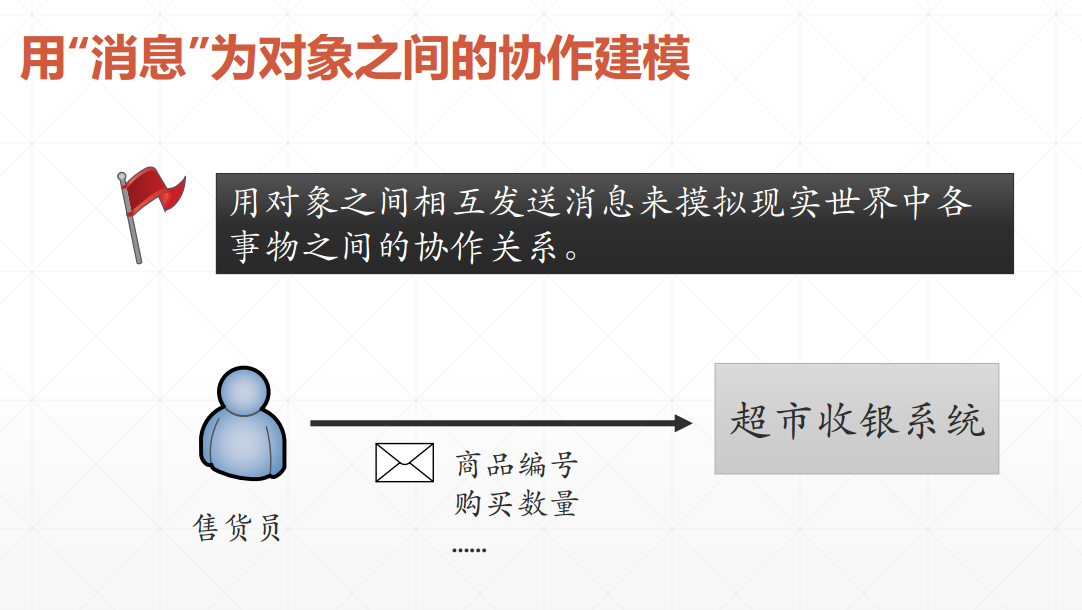 用“消息”为对象之间的协作建模
用对象之间相互发送消息来摸拟现实世界中各
事物之间的协作关系。
超市收银系统
商品编号
购买数量
售货员
……